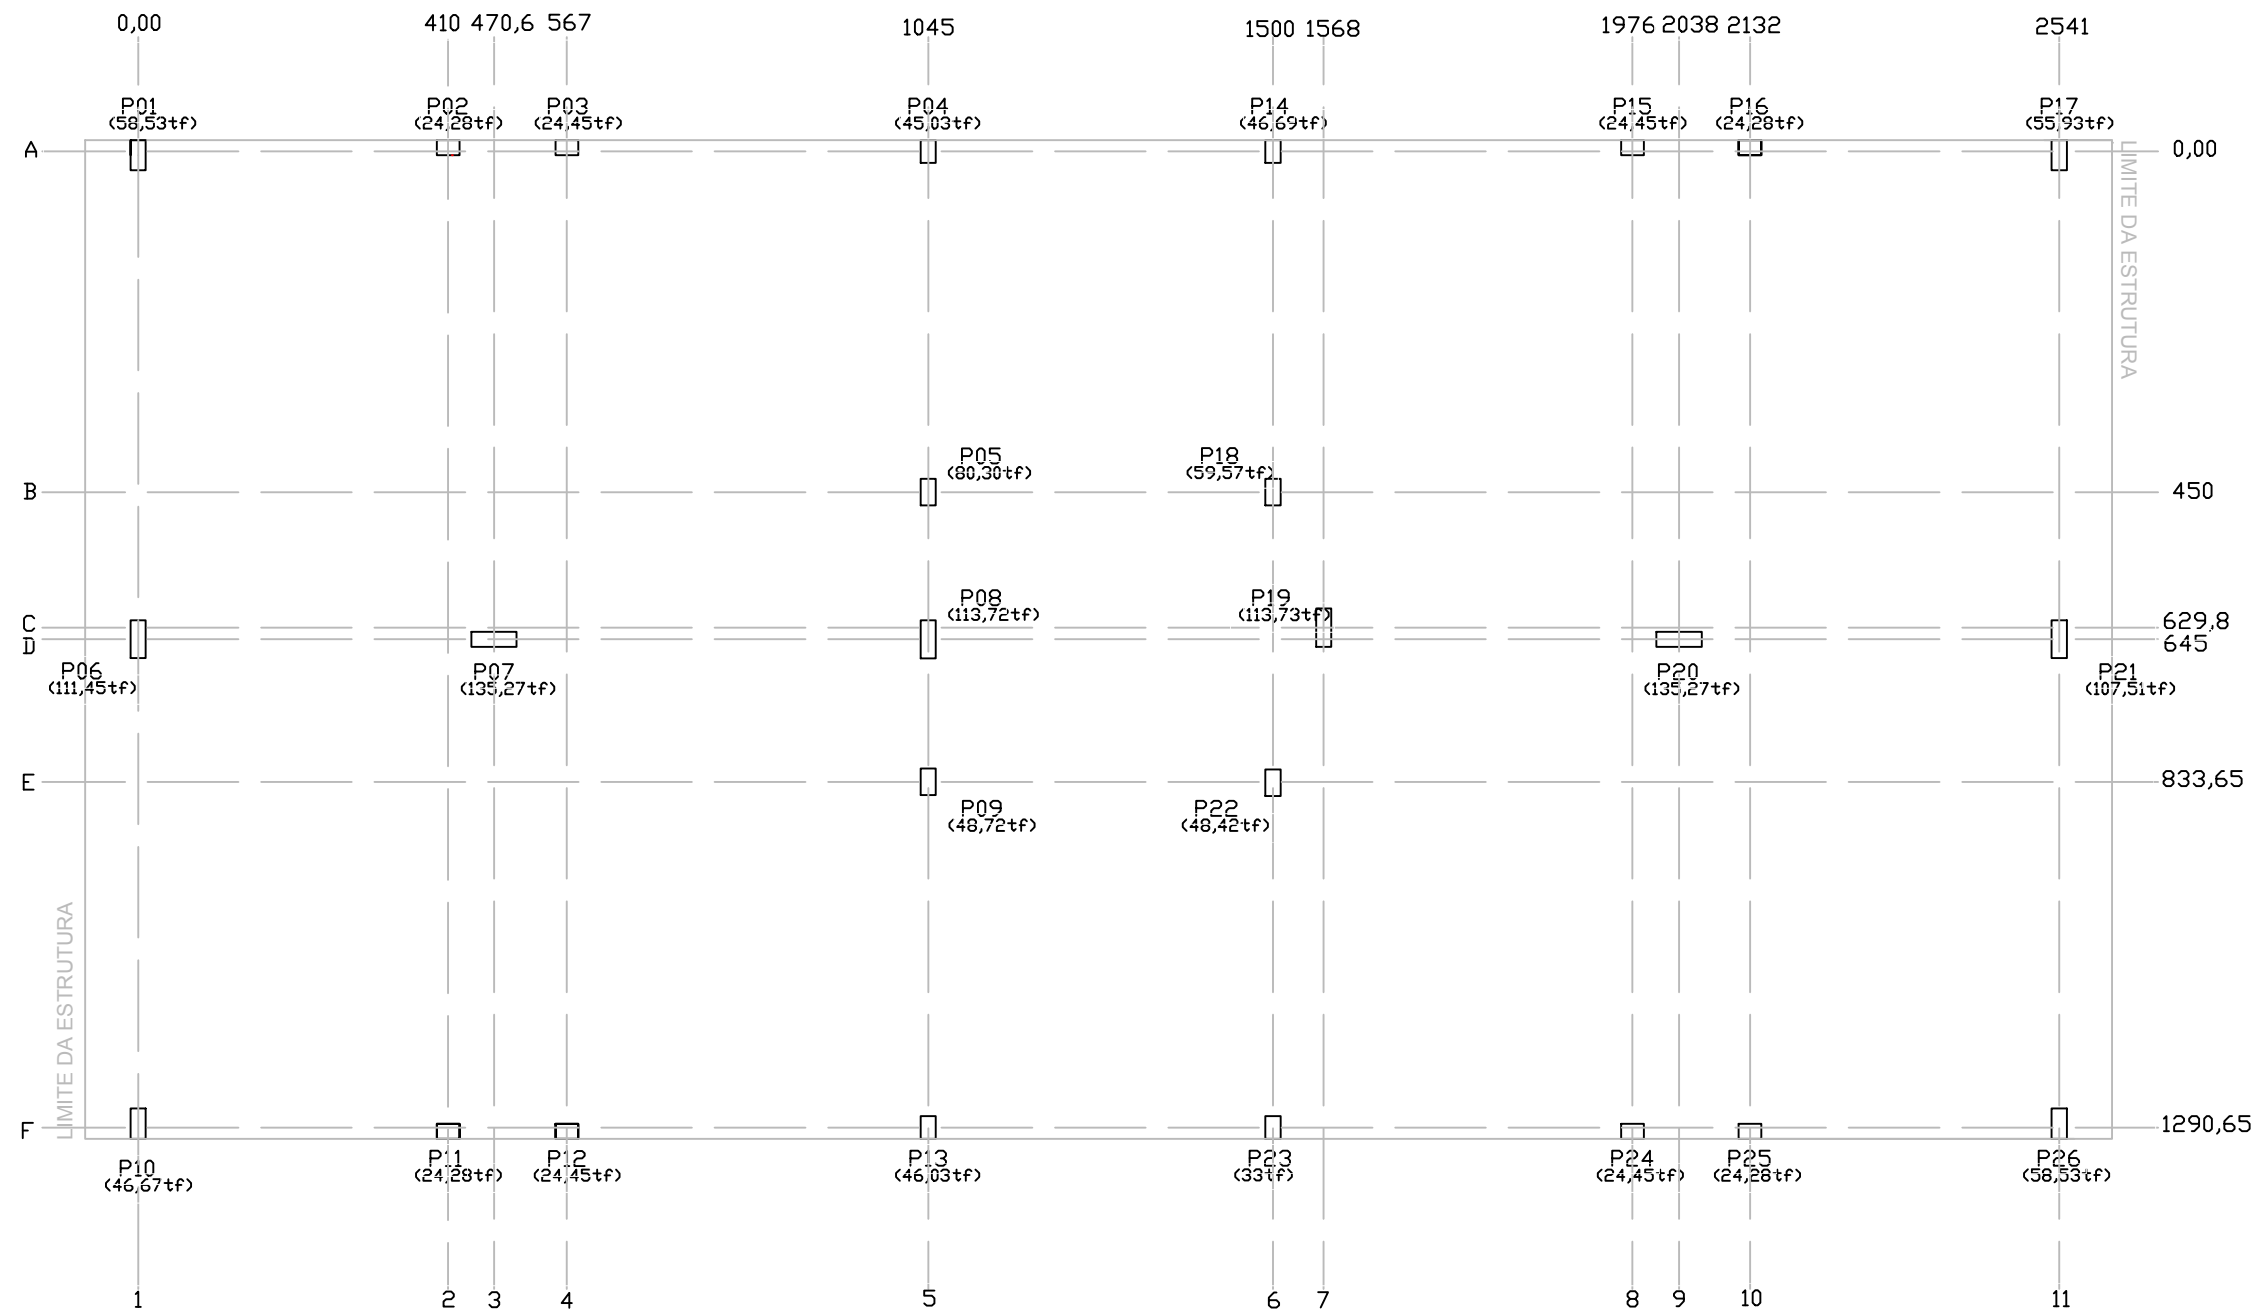 0,00 410 470,6 567 1045 1500 1568 1976 2038 2132 2541
P01 P02 P03 P04 P14 P15 P16 P17
(58,53tf) (24,28tf) (24,45tf) (45,03tf) (46,69tf) (24,45tf) (24,28tf) (55,93tf)
A 0,00
LIMITE DA ESTRUTURA
P05 P18
(80,30tf) (59,57tf)
B 450
P08 P19
(113,72tf) (113,73tf)
C 629,8
D 645
P06 P07 P20 P21
(111,45tf) (135,27tf) (135,27tf) (107,51tf)
E 833,65
P09 P22
(48,72tf) (48,42tf)
LIMITE DA ESTRUTURA
F 1290,65
P10 P11 P12 P13 P23 P24 P25 P26
(46,67tf) (24,28tf) (24,45tf) (46,03tf) (33tf) (24,45tf) (24,28tf) (58,53tf)
1 2 3 4 5 6 7 8 9 10 11